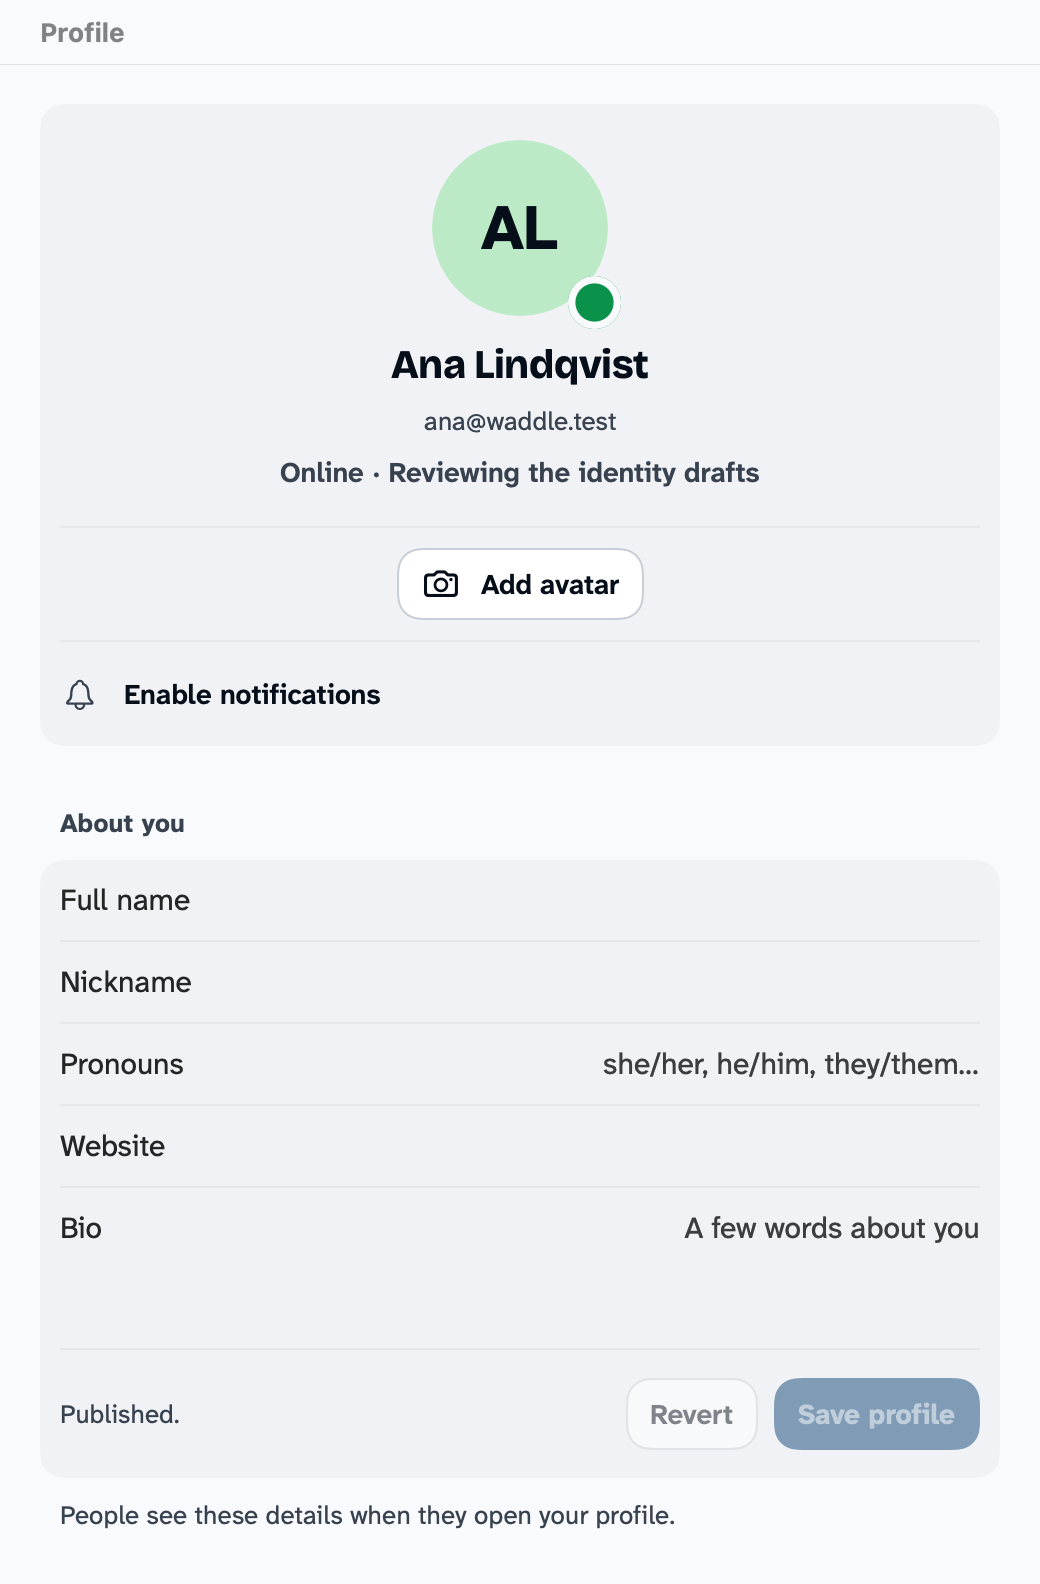 Profile
AL
Ana Lindqvist
ana@waddle.test
Online · Reviewing the identity drafts
Add avatar
Enable notifications
About you
Full name
Nickname
Pronouns she/her, he/him, they/them...
Website
Bio A few words about you
Published. Revert Save profile
People see these details when they open your profile.